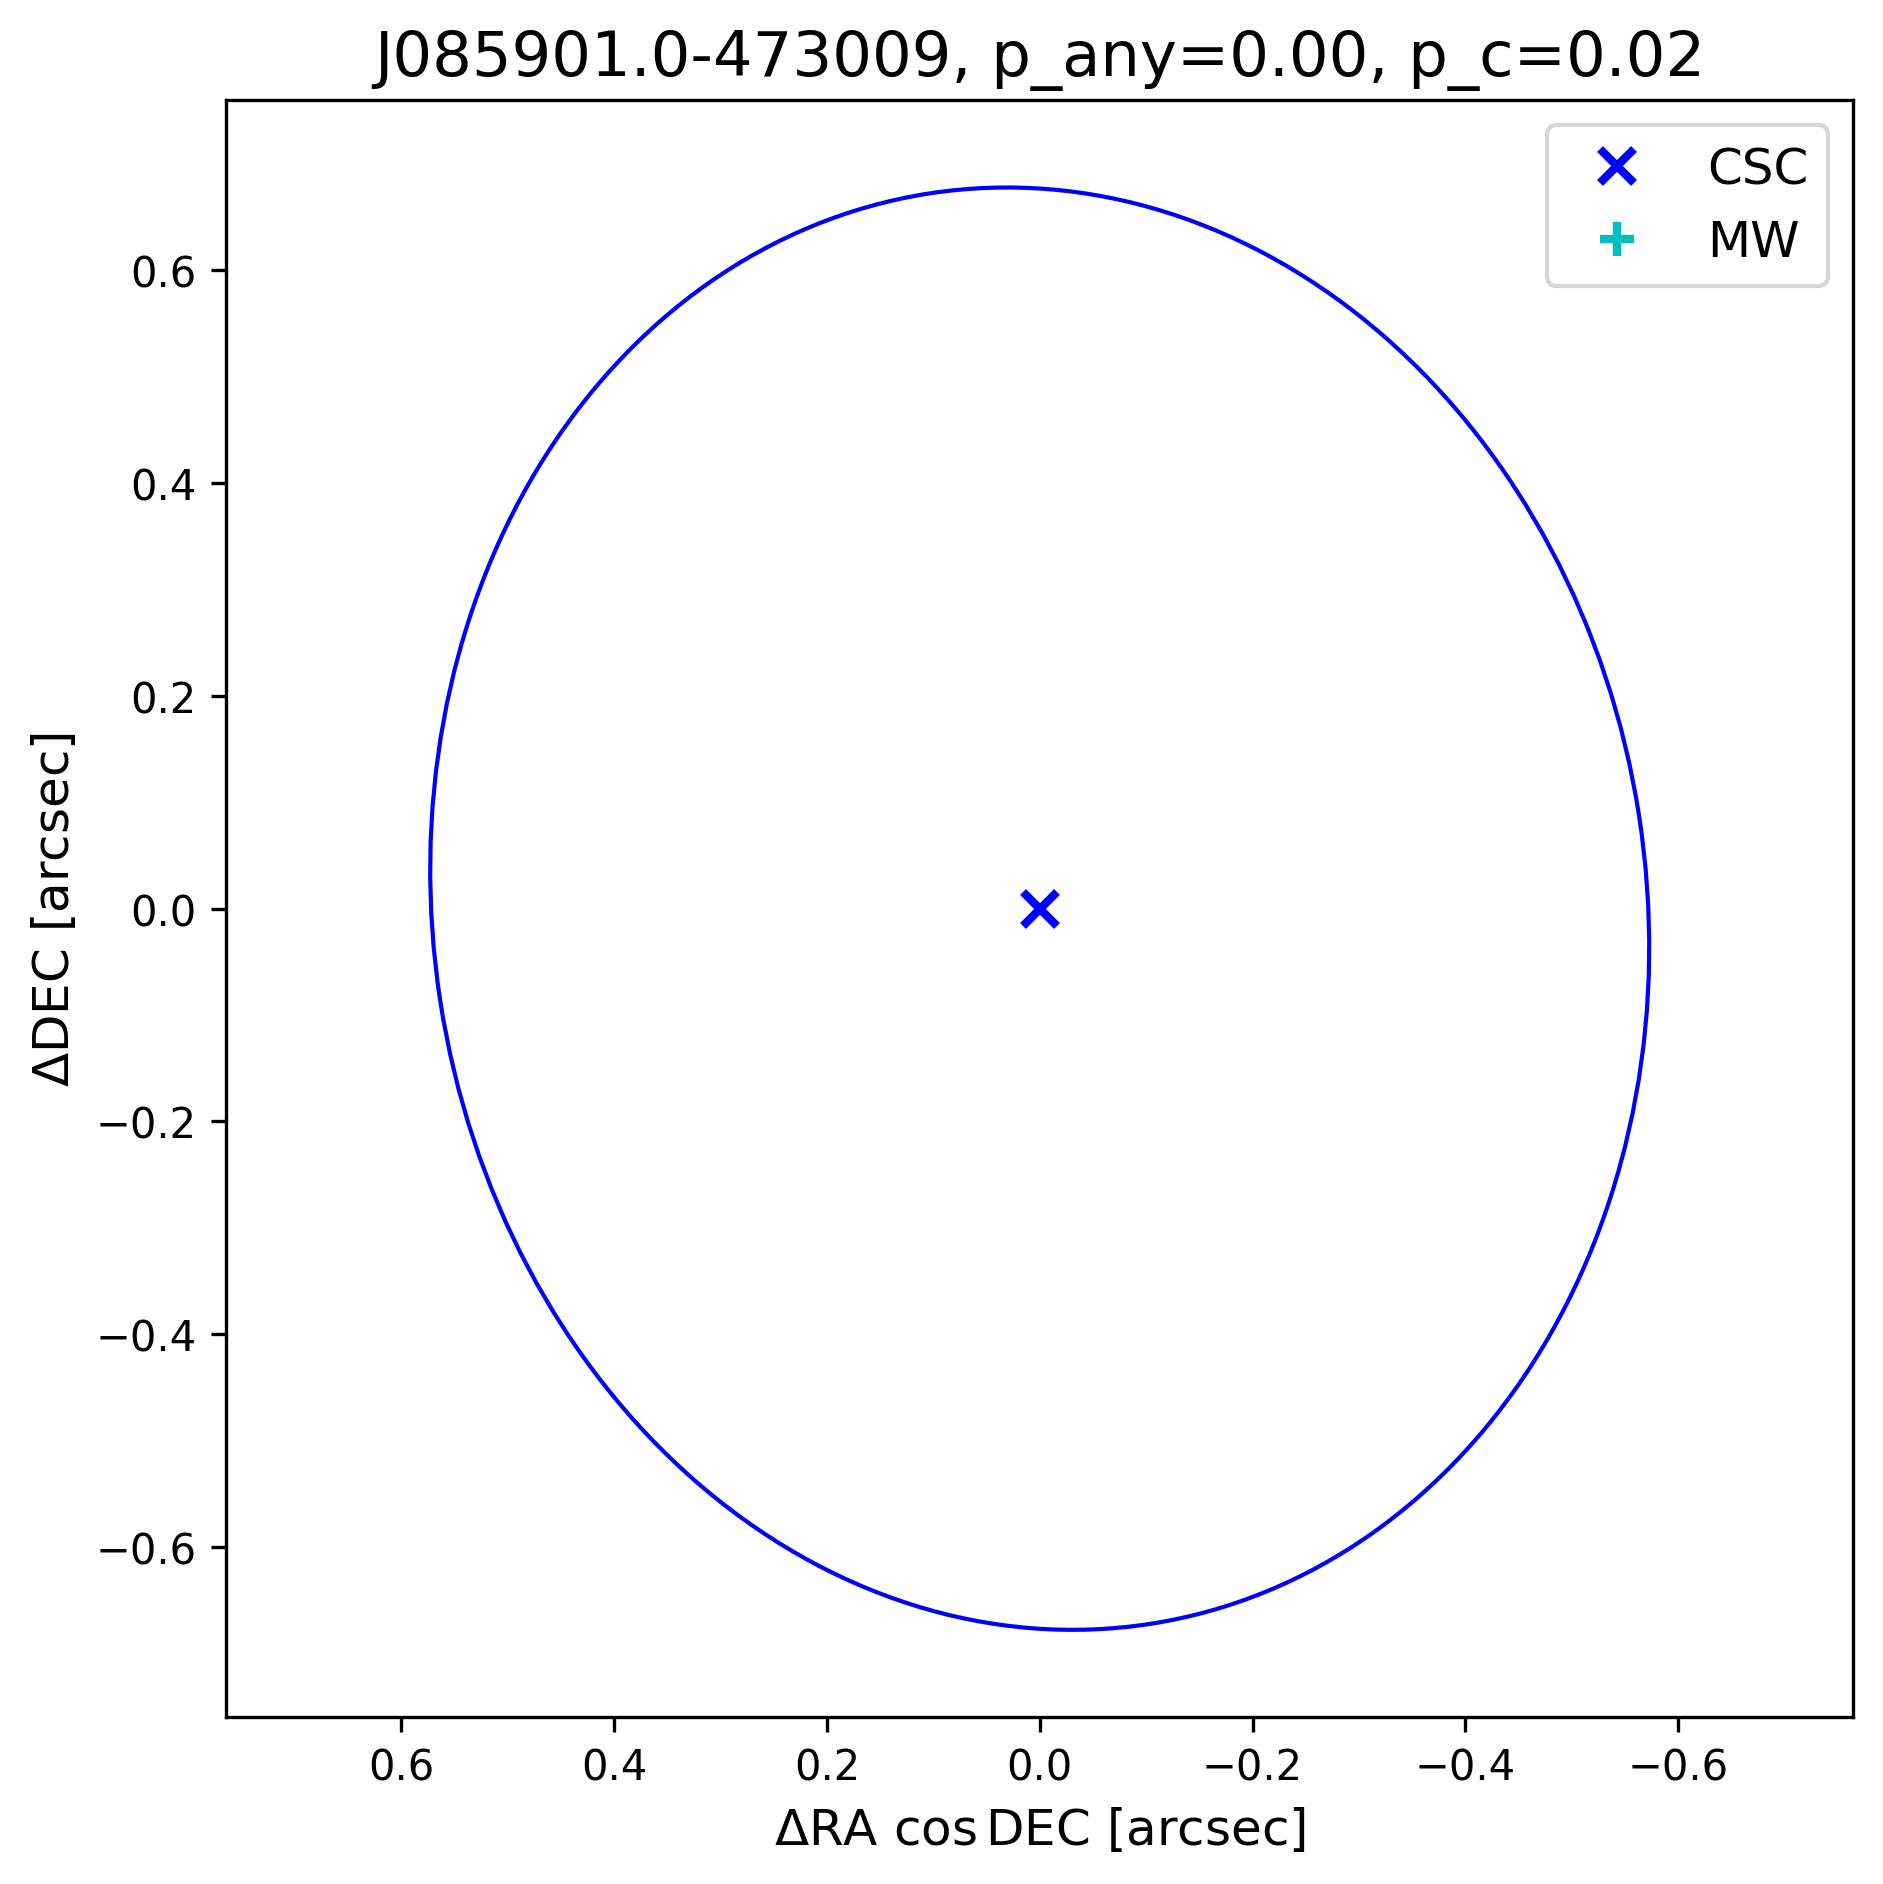 J085901.0-473009, p_any=0.00, p_c=0.02
CSC
MW
0.6
0.4
0.2
0.0
−0.2
−0.4
−0.6
ΔDEC [arcsec]
0.6 0.4 0.2 0.0 −0.2 −0.4 −0.6
ΔRA cos DEC [arcsec]